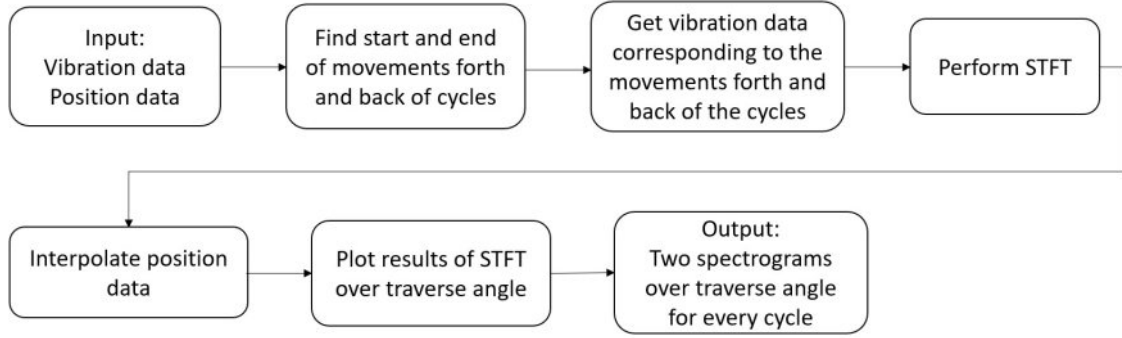 Input:
Vibration data
Position data
Find start and end
of movements forth
and back of cycles
Get vibration data
corresponding to the
movements forth and
back of the cycles
Perform STFT
Interpolate position
data
Plot results of STFT
over traverse angle
Output:
Two spectrograms
over traverse angle
for every cycle